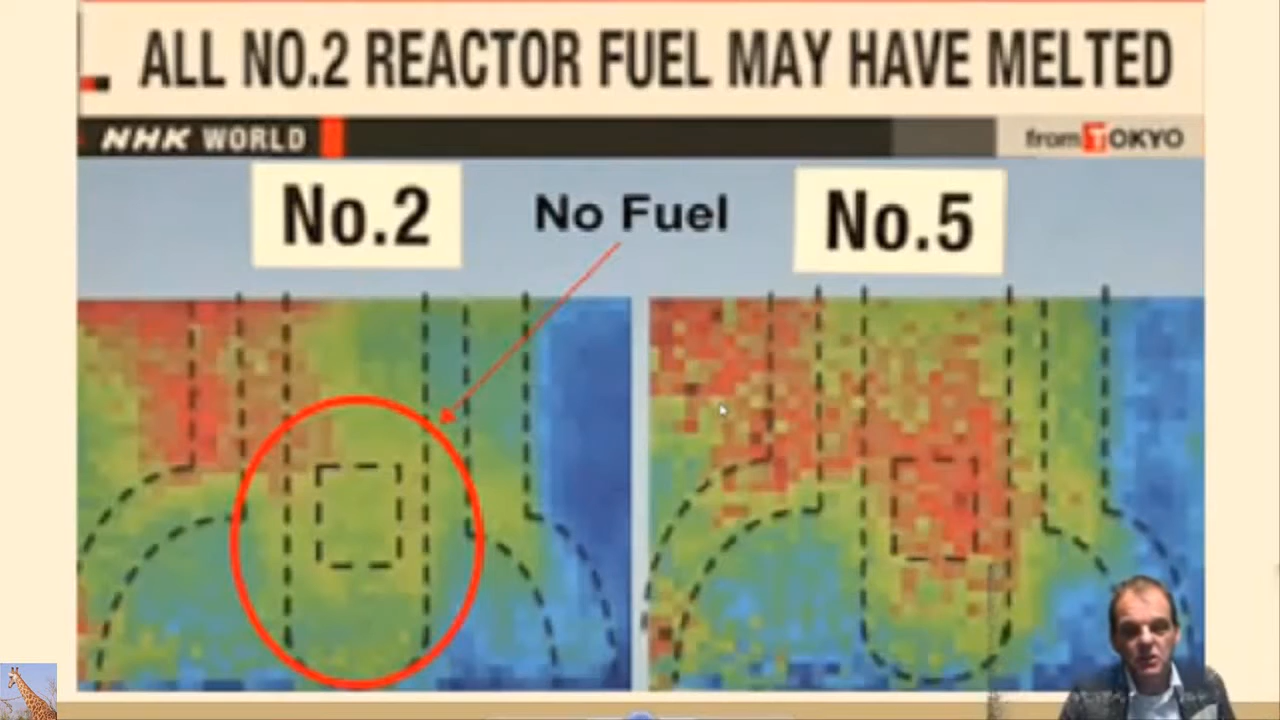 ALL NO.2 REACTOR FUEL MAY HAVE MELTED
NHK WORLD
from TOKYO
No.2
No Fuel
No.5